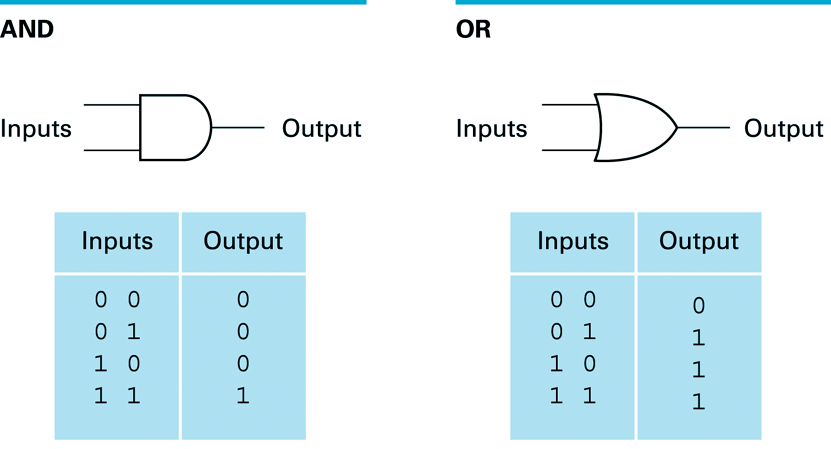 AND
Inputs
Output
Inputs Output
0 0 0
0 1 0
1 0 0
1 1 1
OR
Inputs
Output
Inputs Output
0 0 0
0 1 1
1 0 1
1 1 1